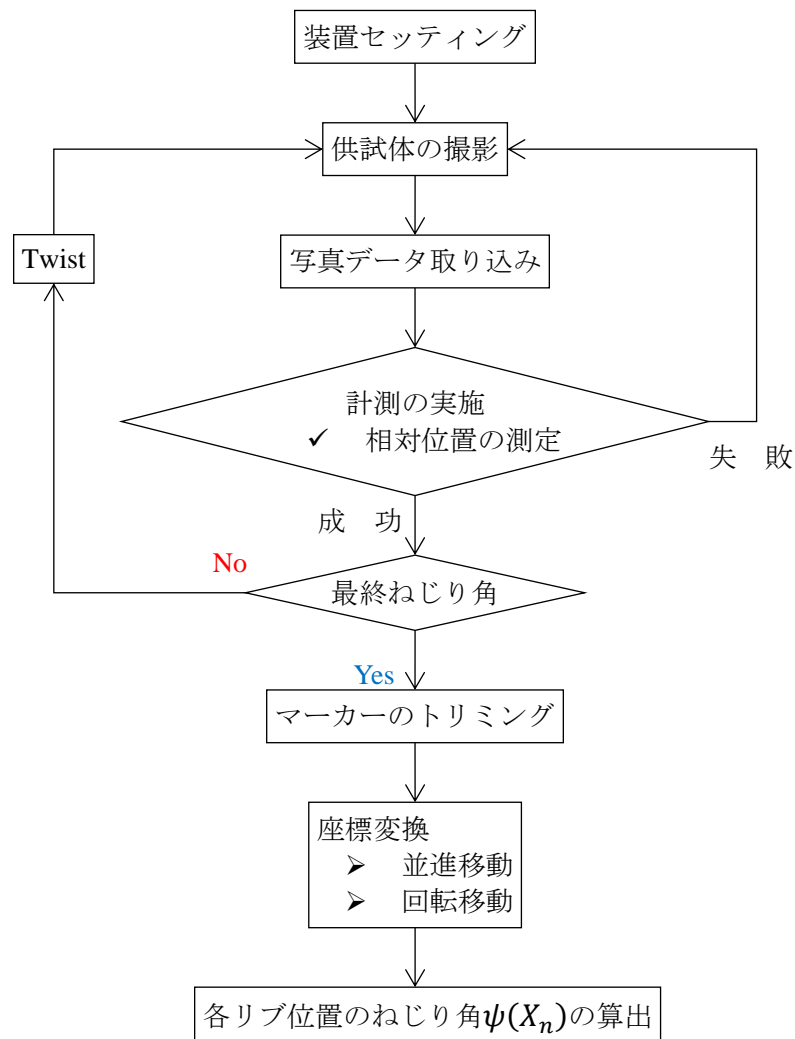 装置セッティング
供試体の撮影
Twist
写真データ取り込み
計測の実施
✓ 相対位置の測定
失 敗
成 功
No
最終ねじり角
Yes
マーカーのトリミング
座標変換
➢ 並進移動
➢ 回転移動
各リブ位置のねじり角ψ(Xₙ)の算出